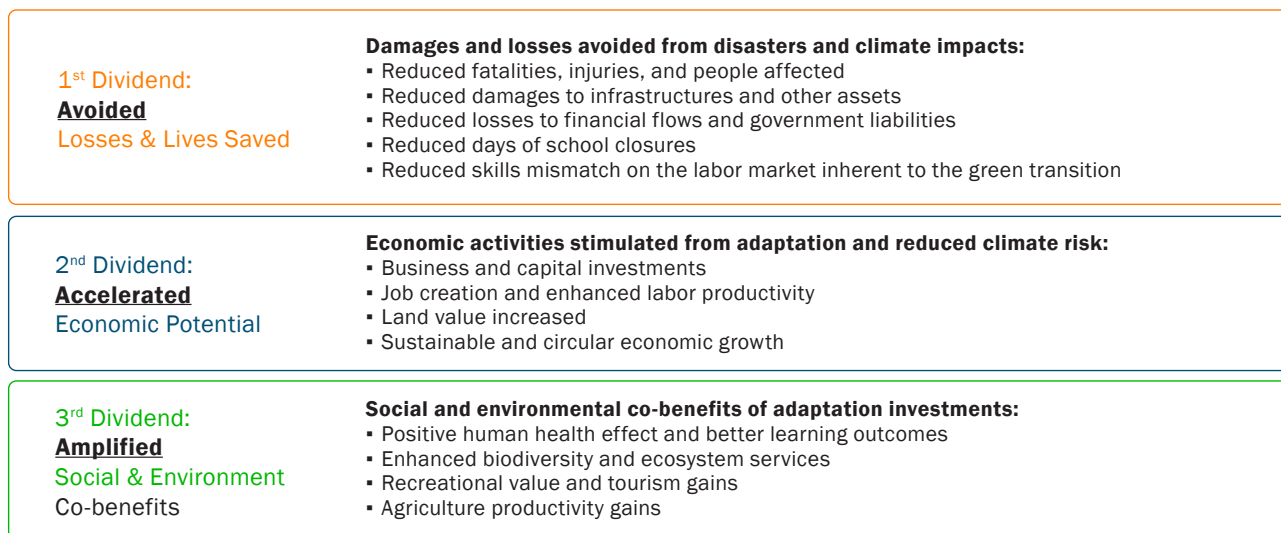 1st Dividend:
Avoided
Losses & Lives Saved
Damages and losses avoided from disasters and climate impacts:
▪ Reduced fatalities, injuries, and people affected
▪ Reduced damages to infrastructures and other assets
▪ Reduced losses to financial flows and government liabilities
▪ Reduced days of school closures
▪ Reduced skills mismatch on the labor market inherent to the green transition
2nd Dividend:
Accelerated
Economic Potential
Economic activities stimulated from adaptation and reduced climate risk:
▪ Business and capital investments
▪ Job creation and enhanced labor productivity
▪ Land value increased
▪ Sustainable and circular economic growth
3rd Dividend:
Amplified
Social & Environment
Co-benefits
Social and environmental co-benefits of adaptation investments:
▪ Positive human health effect and better learning outcomes
▪ Enhanced biodiversity and ecosystem services
▪ Recreational value and tourism gains
▪ Agriculture productivity gains